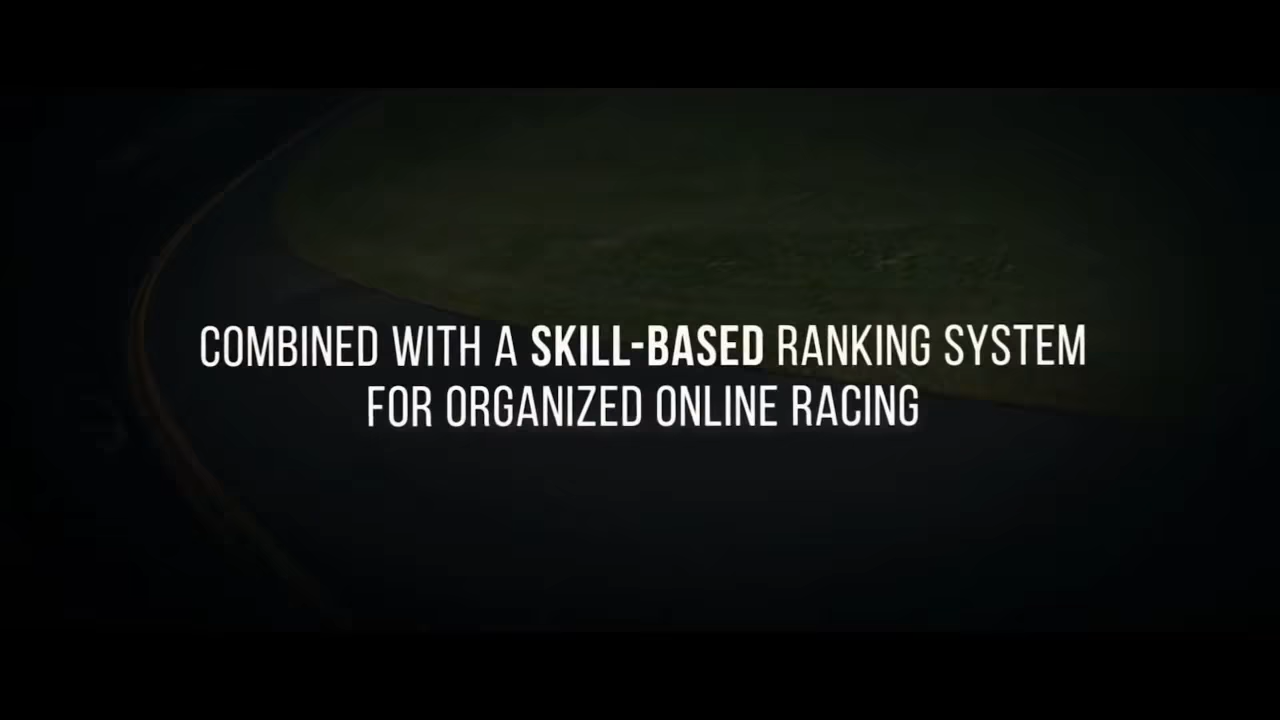 COMBINED WITH A SKILL-BASED RANKING SYSTEM
FOR ORGANIZED ONLINE RACING